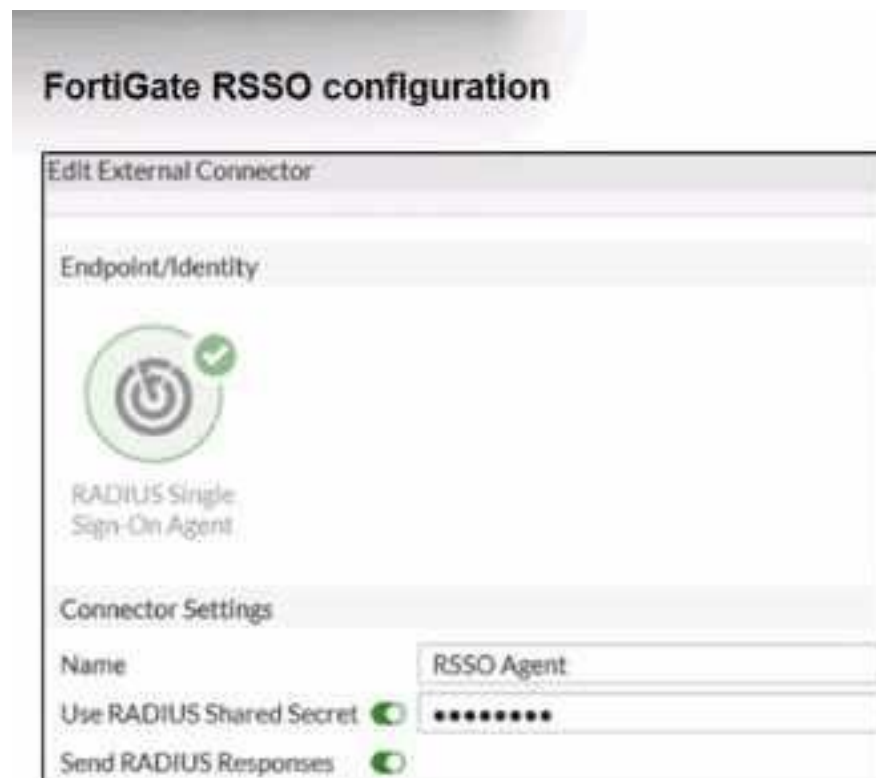 FortiGate RSSO configuration
Edit External Connector
Endpoint/Identity
RADIUS Single
Sign-On Agent
Connector Settings
Name RSSO Agent
Use RADIUS Shared Secret ••••••••
Send RADIUS Responses